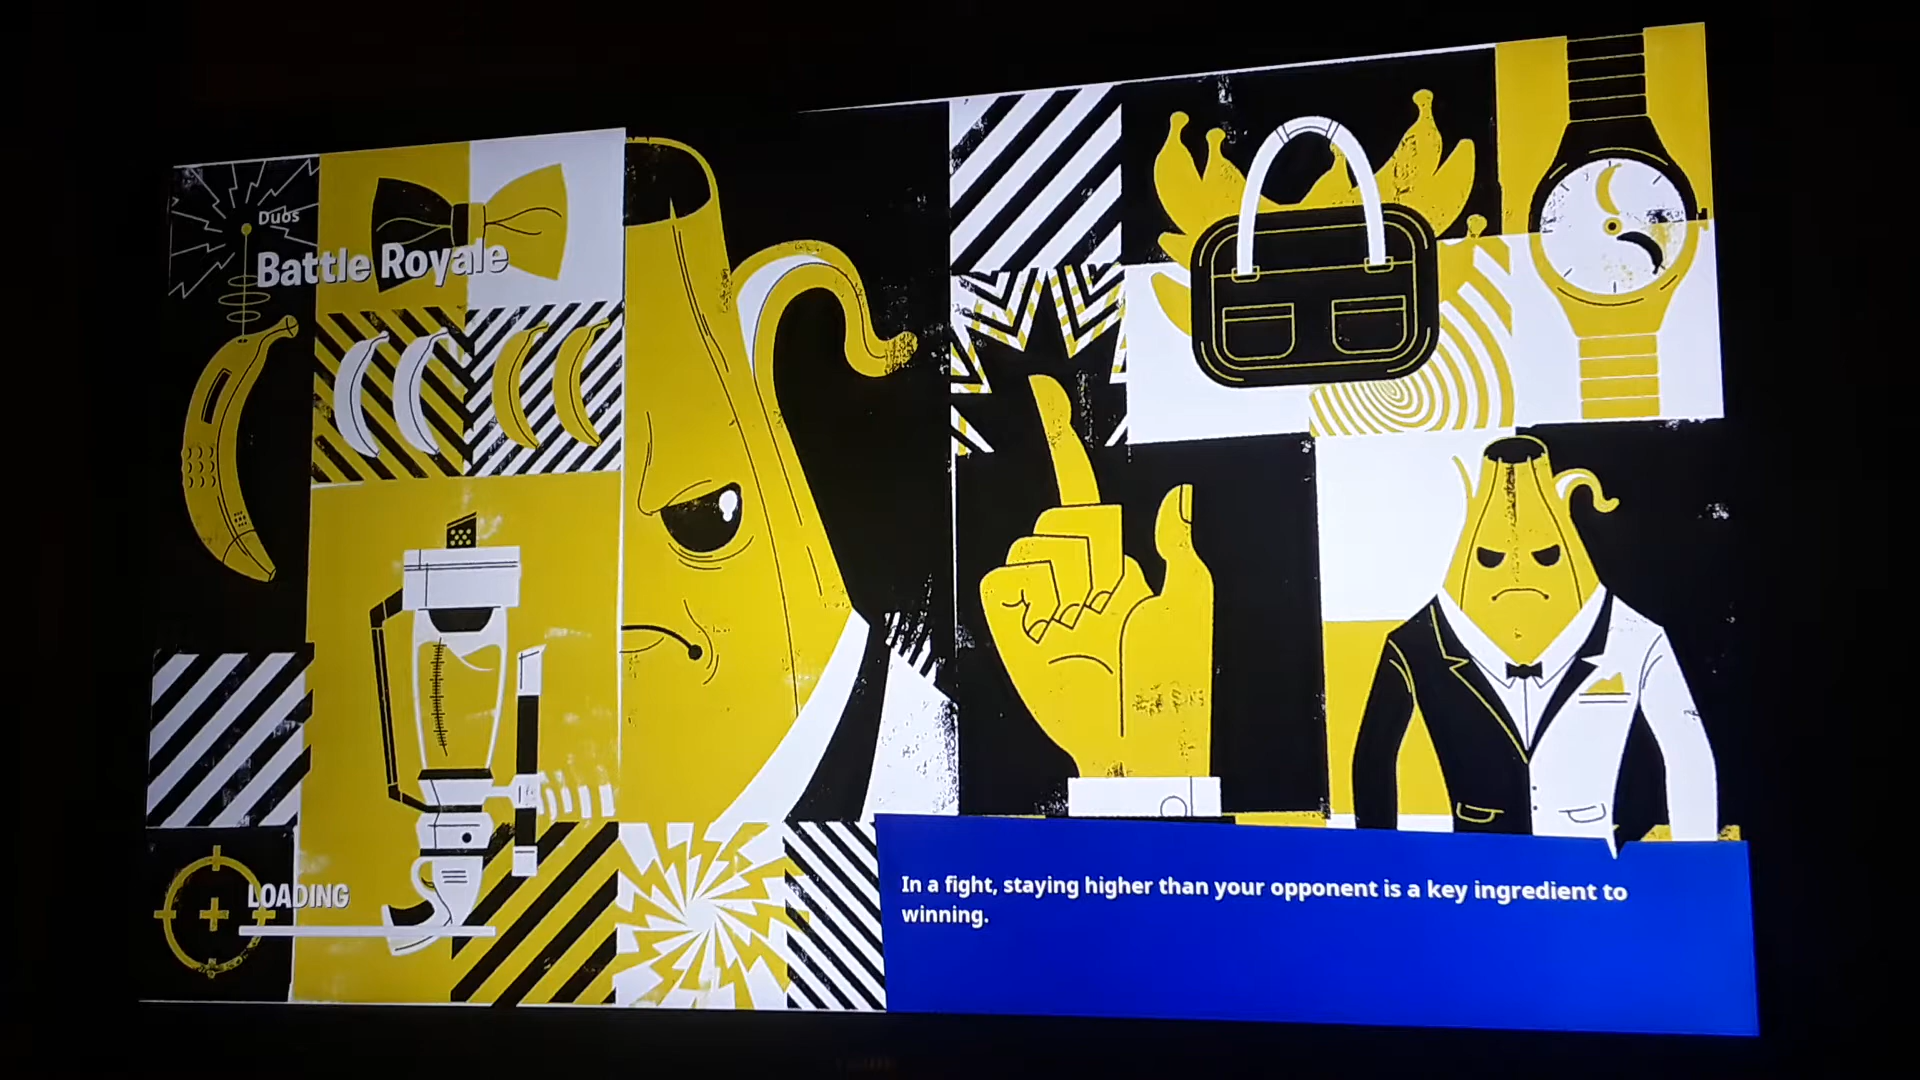 Duos
Battle Royale
LOADING
In a fight, staying higher than your opponent is a key ingredient to
winning.